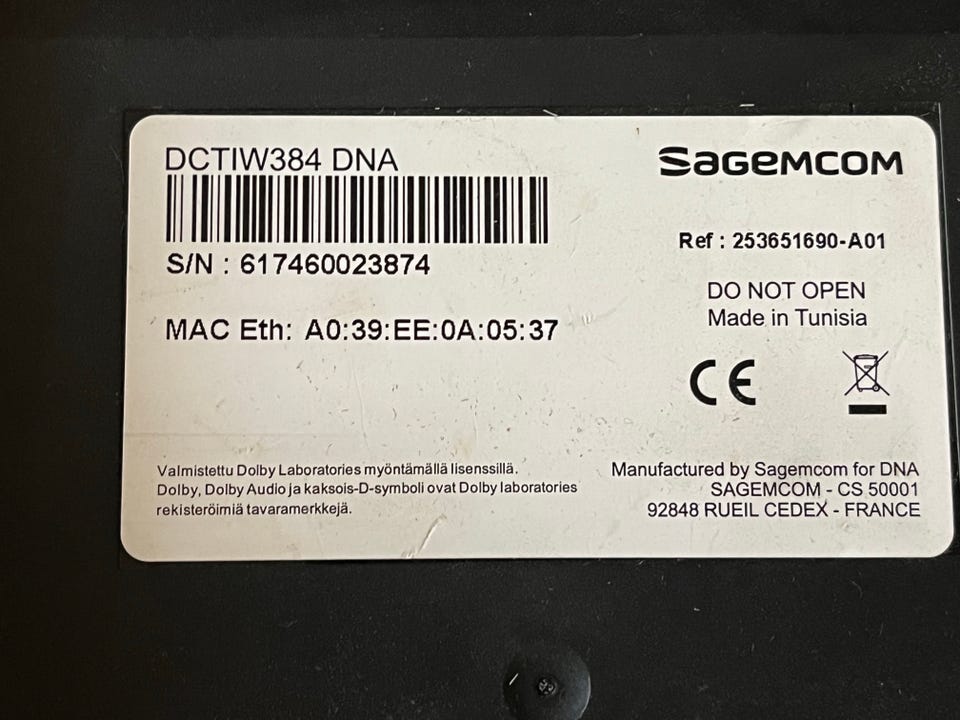 DCTIW384 DNA
SAGEMCOM
S/N : 617460023874
Ref : 253651690-A01
MAC Eth: A0:39:EE:0A:05:37
DO NOT OPEN
Made in Tunisia
CE
Valmistettu Dolby Laboratories myöntämällä lisenssillä.
Dolby, Dolby Audio ja kaksois-D-symboli ovat Dolby laboratories
rekisteröimiä tavaramerkkejä.
Manufactured by Sagemcom for DNA
SAGEMCOM - CS 50001
92848 RUEIL CEDEX - FRANCE